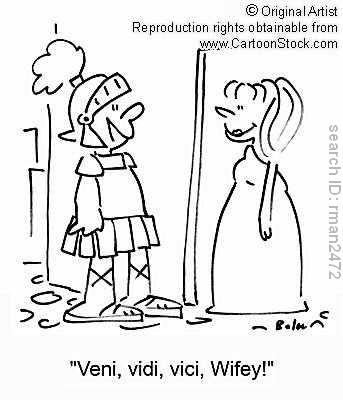 © Original Artist
Reproduction rights obtainable from
www.CartoonStock.com
search ID: rman2472
"Veni, vidi, vici, Wifey!"